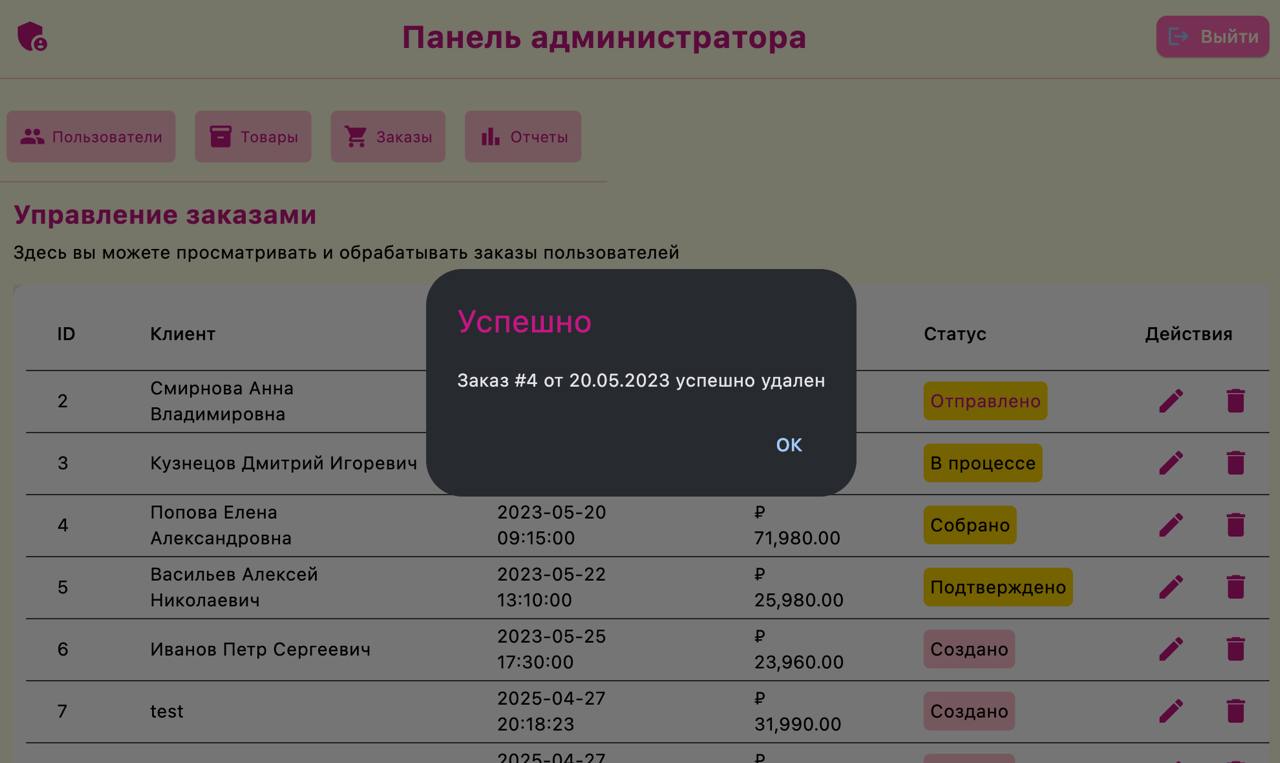 Панель администратора
Выйти
Пользователи
Товары
Заказы
Отчеты
Управление заказами
Здесь вы можете просматривать и обрабатывать заказы пользователей
Успешно
Заказ #4 от 20.05.2023 успешно удален
ОК
ID Клиент Статус Действия
2 Смирнова Анна Отправлено
Владимировна
3 Кузнецов Дмитрий Игоревич В процессе
4 Попова Елена 2023-05-20 ₽ Собрано
Александровна 09:15:00 71,980.00
5 Васильев Алексей 2023-05-22 ₽ Подтверждено
Николаевич 13:10:00 25,980.00
6 Иванов Петр Сергеевич 2023-05-25 ₽ Создано
17:30:00 23,960.00
7 test 2025-04-27 ₽ Создано
20:18:23 31,990.00
2025-04-27 ₽